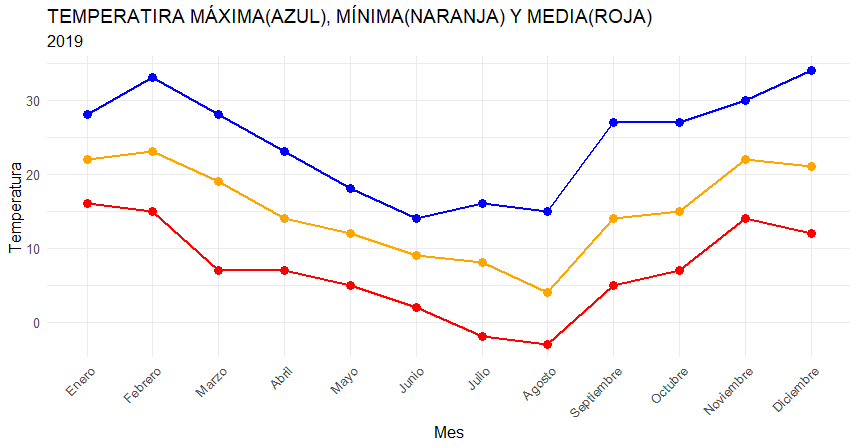 TEMPERATIRA MÁXIMA(AZUL), MÍNIMA(NARANJA) Y MEDIA(ROJA)
2019
Temperatura
30
20
10
0
Enero
Febrero
Marzo
Abril
Mayo
Junio
Julio
Agosto
Septiembre
Octubre
Noviembre
Diciembre
Mes